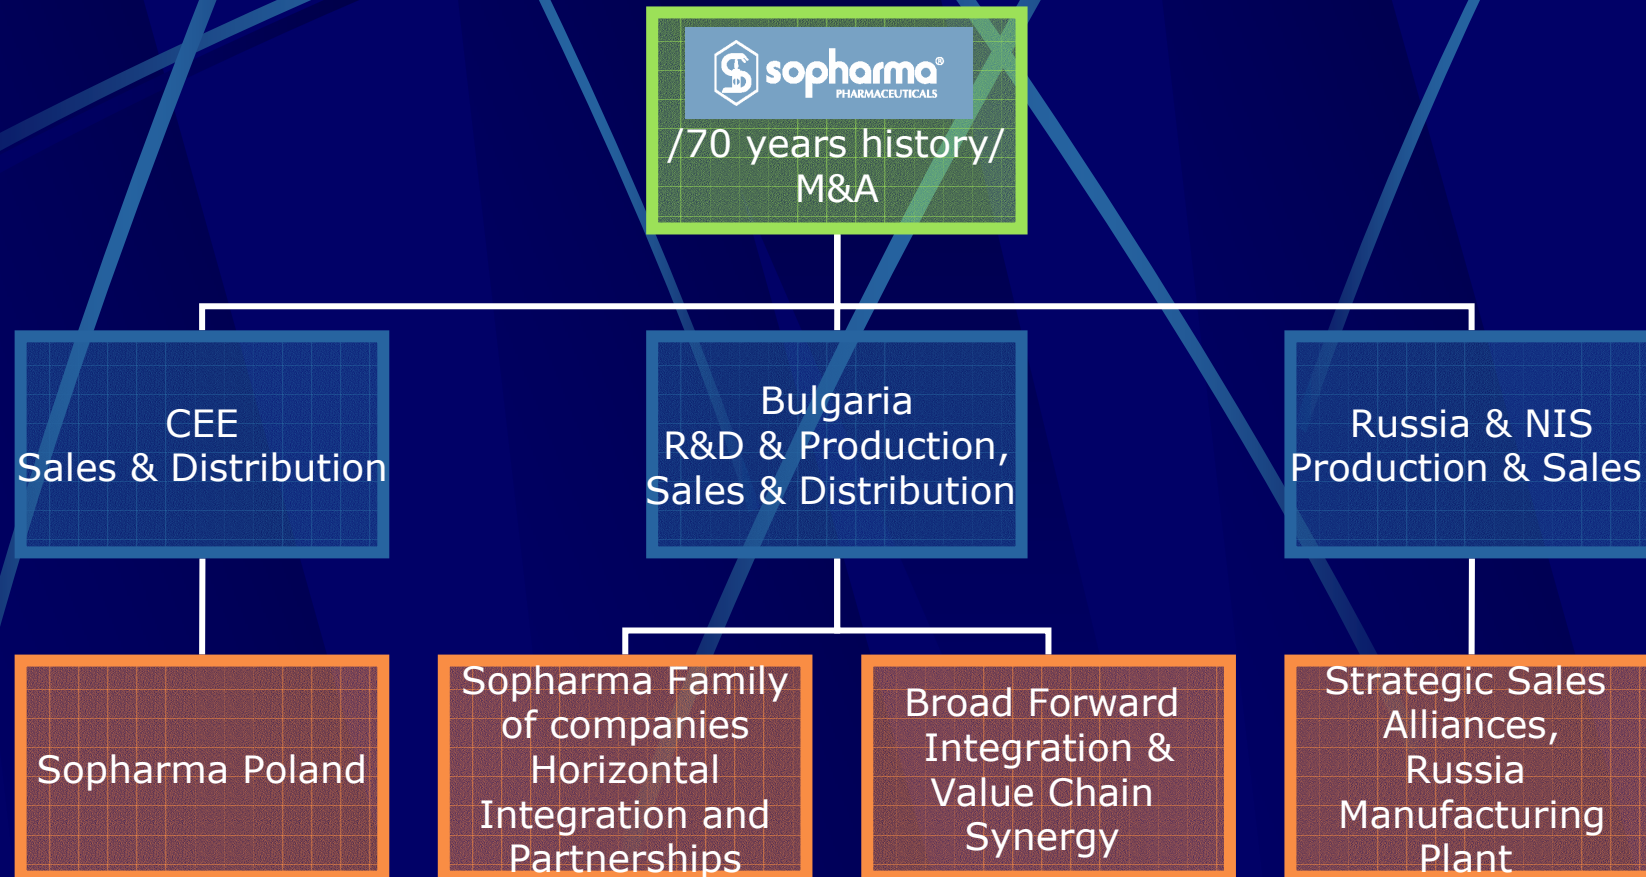 sopharma®
PHARMACEUTICALS
/70 years history/
M&A
CEE
Sales & Distribution
Bulgaria
R&D & Production,
Sales & Distribution
Russia & NIS
Production & Sales
Sopharma Poland
Sopharma Family
of companies
Horizontal
Integration and
Partnerships
Broad Forward
Integration &
Value Chain
Synergy
Strategic Sales
Alliances,
Russia
Manufacturing
Plant